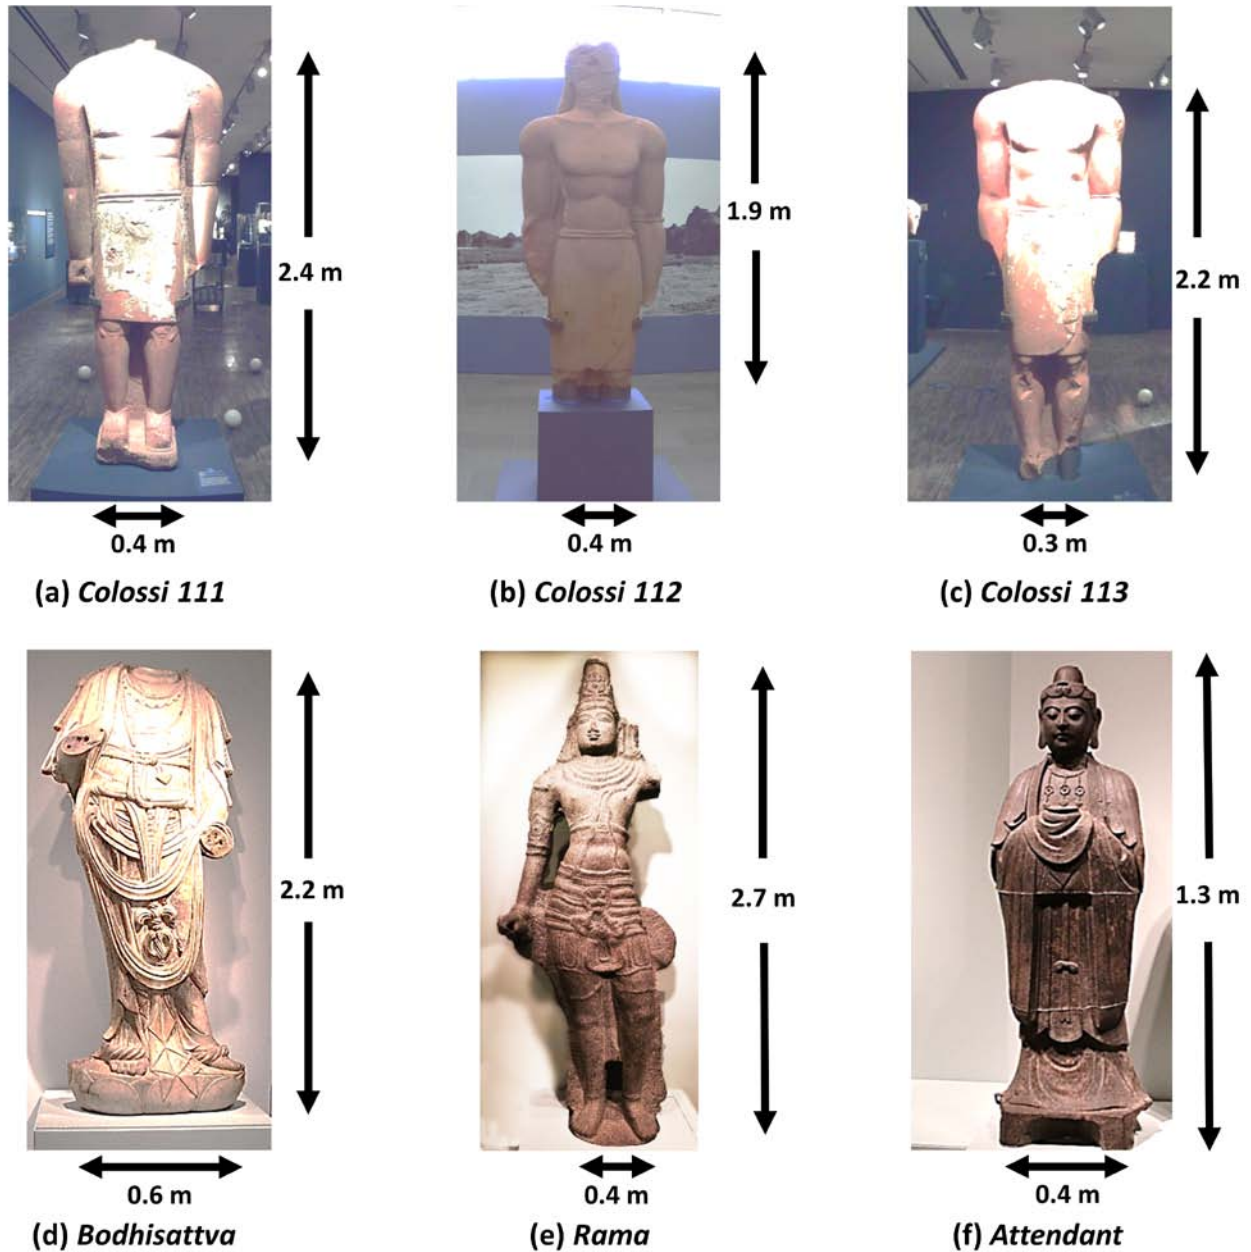 2.4 m
0.4 m
(a) Colossi 111
1.9 m
0.4 m
(b) Colossi 112
2.2 m
0.3 m
(c) Colossi 113
2.2 m
0.6 m
(d) Bodhisattva
2.7 m
0.4 m
(e) Rama
1.3 m
0.4 m
(f) Attendant